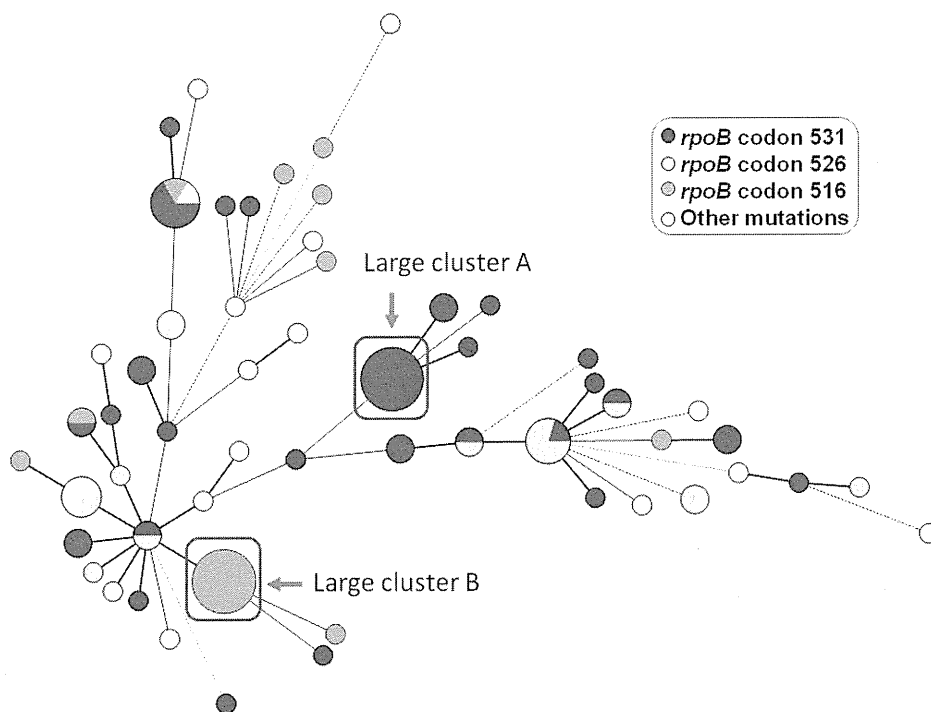 rpoB codon 531
rpoB codon 526
rpoB codon 516
Other mutations
Large cluster A
Large cluster B